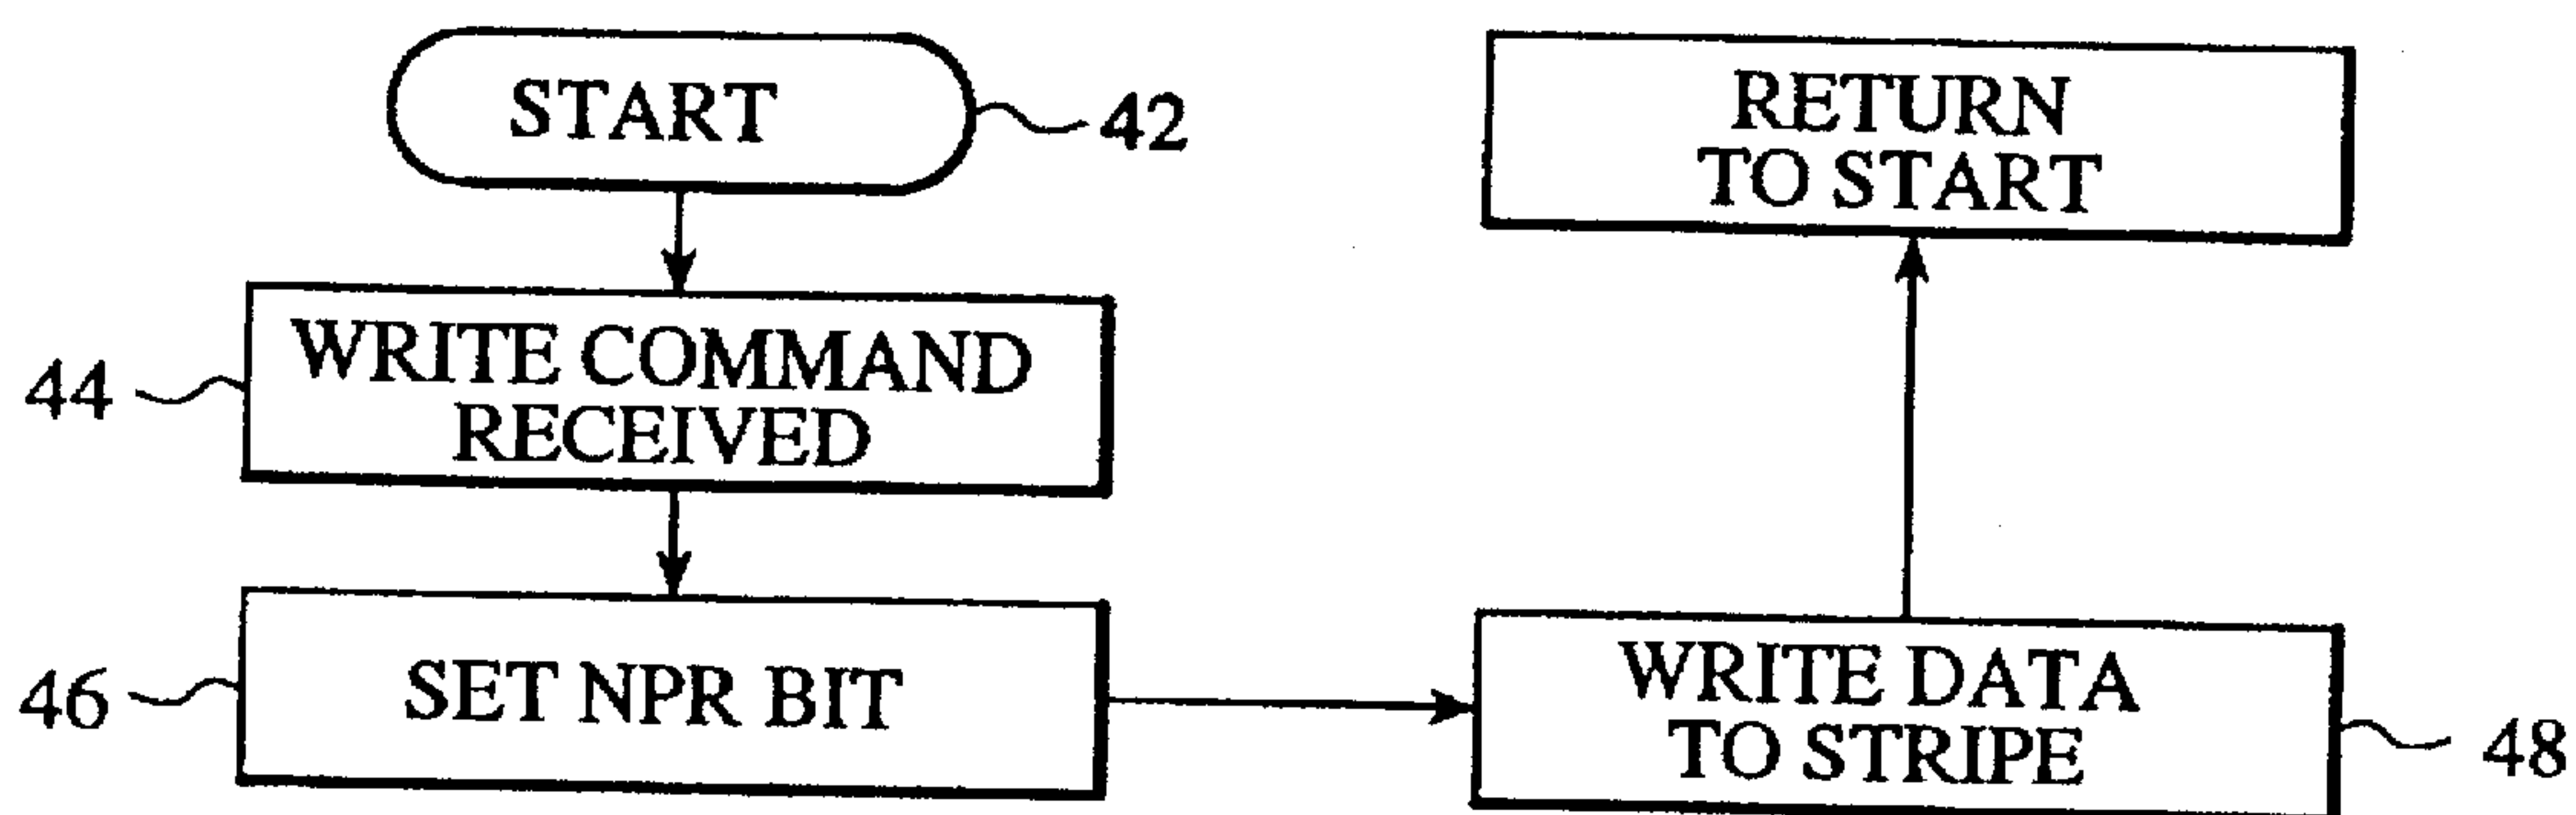 START
42
WRITE COMMAND
RECEIVED
44
SET NPR BIT
46
WRITE DATA
TO STRIPE
48
RETURN
TO START